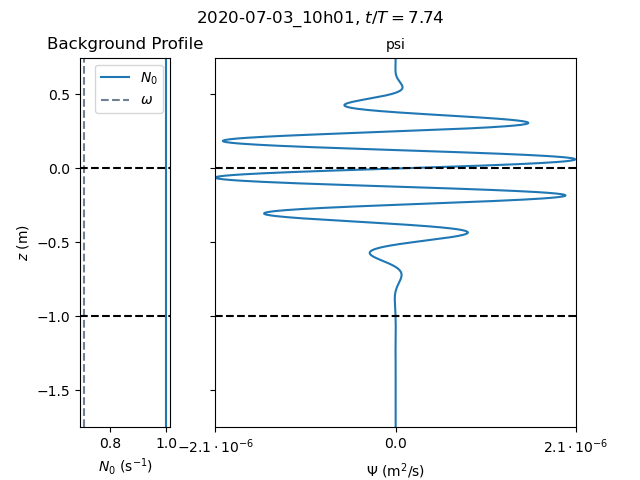 2020-07-03_10h01, t/T = 7.74
Background Profile
psi
N₀
ω
0.5
0.0
−0.5
−1.0
−1.5
z (m)
0.8
1.0
N₀ (s⁻¹)
−2.1 · 10⁻⁶
0.0
2.1 · 10⁻⁶
Ψ (m²/s)